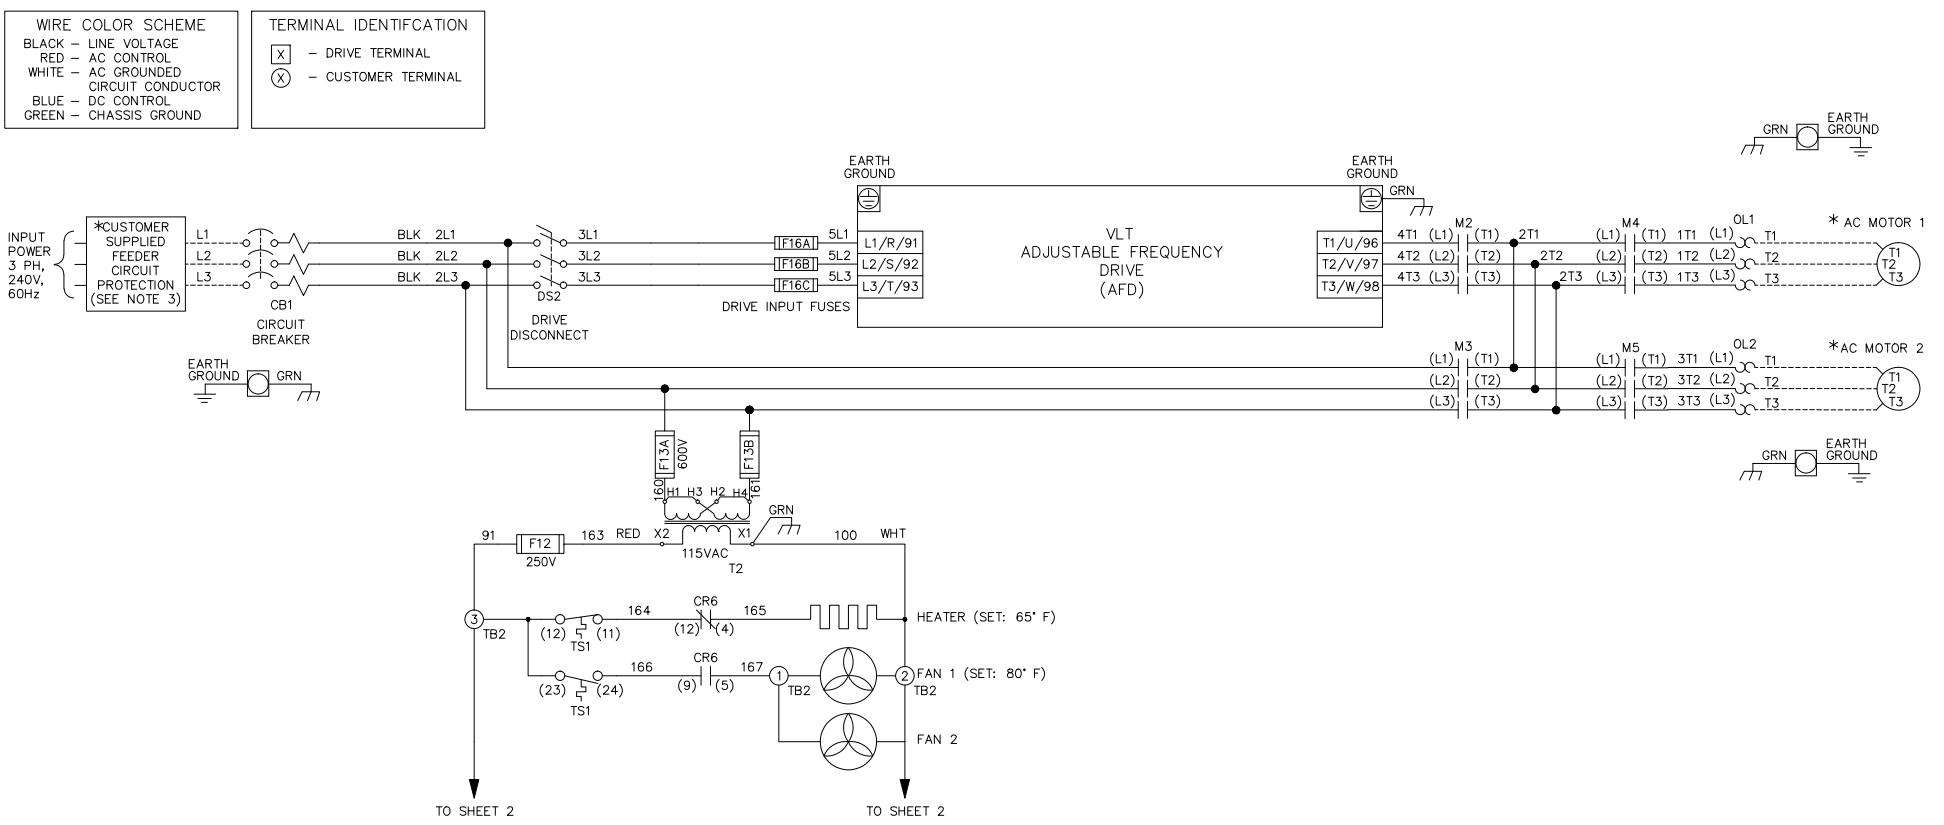 WIRE COLOR SCHEME
BLACK – LINE VOLTAGE
RED – AC CONTROL
WHITE – AC GROUNDED
CIRCUIT CONDUCTOR
BLUE – DC CONTROL
GREEN – CHASSIS GROUND
TERMINAL IDENTIFCATION
X – DRIVE TERMINAL
X – CUSTOMER TERMINAL
GRN
EARTH
GROUND
INPUT
POWER
3 PH,
240V,
60Hz
*CUSTOMER
SUPPLIED
FEEDER
CIRCUIT
PROTECTION
(SEE NOTE 3)
L1
L2
L3
CB1
CIRCUIT
BREAKER
BLK 2L1
BLK 2L2
BLK 2L3
DS2
DRIVE
DISCONNECT
3L1
3L2
3L3
F16A
F16B
F16C
DRIVE INPUT FUSES
5L1
5L2
5L3
EARTH
GROUND
L1/R/91
L2/S/92
L3/T/93
VLT
ADJUSTABLE FREQUENCY
DRIVE
(AFD)
EARTH
GROUND
GRN
T1/U/96
T2/V/97
T3/W/98
4T1 (L1) M2 (T1) 2T1
4T2 (L2) (T2) 2T2
4T3 (L3) (T3) 2T3
(L1) M4 (T1) 1T1 (L1) OL1 T1
(L2) (T2) 1T2 (L2) T2
(L3) (T3) 1T3 (L3) T3
* AC MOTOR 1
T1
T2
T3
EARTH
GROUND
GRN
(L1) M3 (T1)
(L2) (T2)
(L3) (T3)
(L1) M5 (T1) 3T1 (L1) OL2 T1
(L2) (T2) 3T2 (L2) T2
(L3) (T3) 3T3 (L3) T3
*AC MOTOR 2
T1
T2
T3
GRN
EARTH
GROUND
F13A
600V
F13B
160
161
H1 H3 H2 H4
GRN
91
F12
250V
163 RED X2
115VAC
X1
T2
100 WHT
3
TB2
(12) (11)
TS1
164
CR6
(12) (4)
165
HEATER (SET: 65° F)
(23) (24)
TS1
166
CR6
(9) (5)
167
1
TB2
2
TB2
FAN 1 (SET: 80° F)
FAN 2
TO SHEET 2
TO SHEET 2